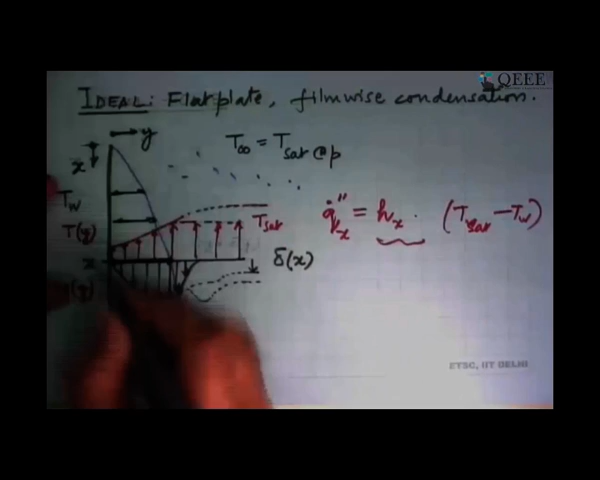 QEEE
IDEAL: Flat plate, filmwise condensation.
y
x
T∞ = Tsat @ p
Tw
T(y)
Tsat
q̇''x = hx . (Tsat − Tw)
x
δ(x)
(y)
ETSC, IIT DELHI